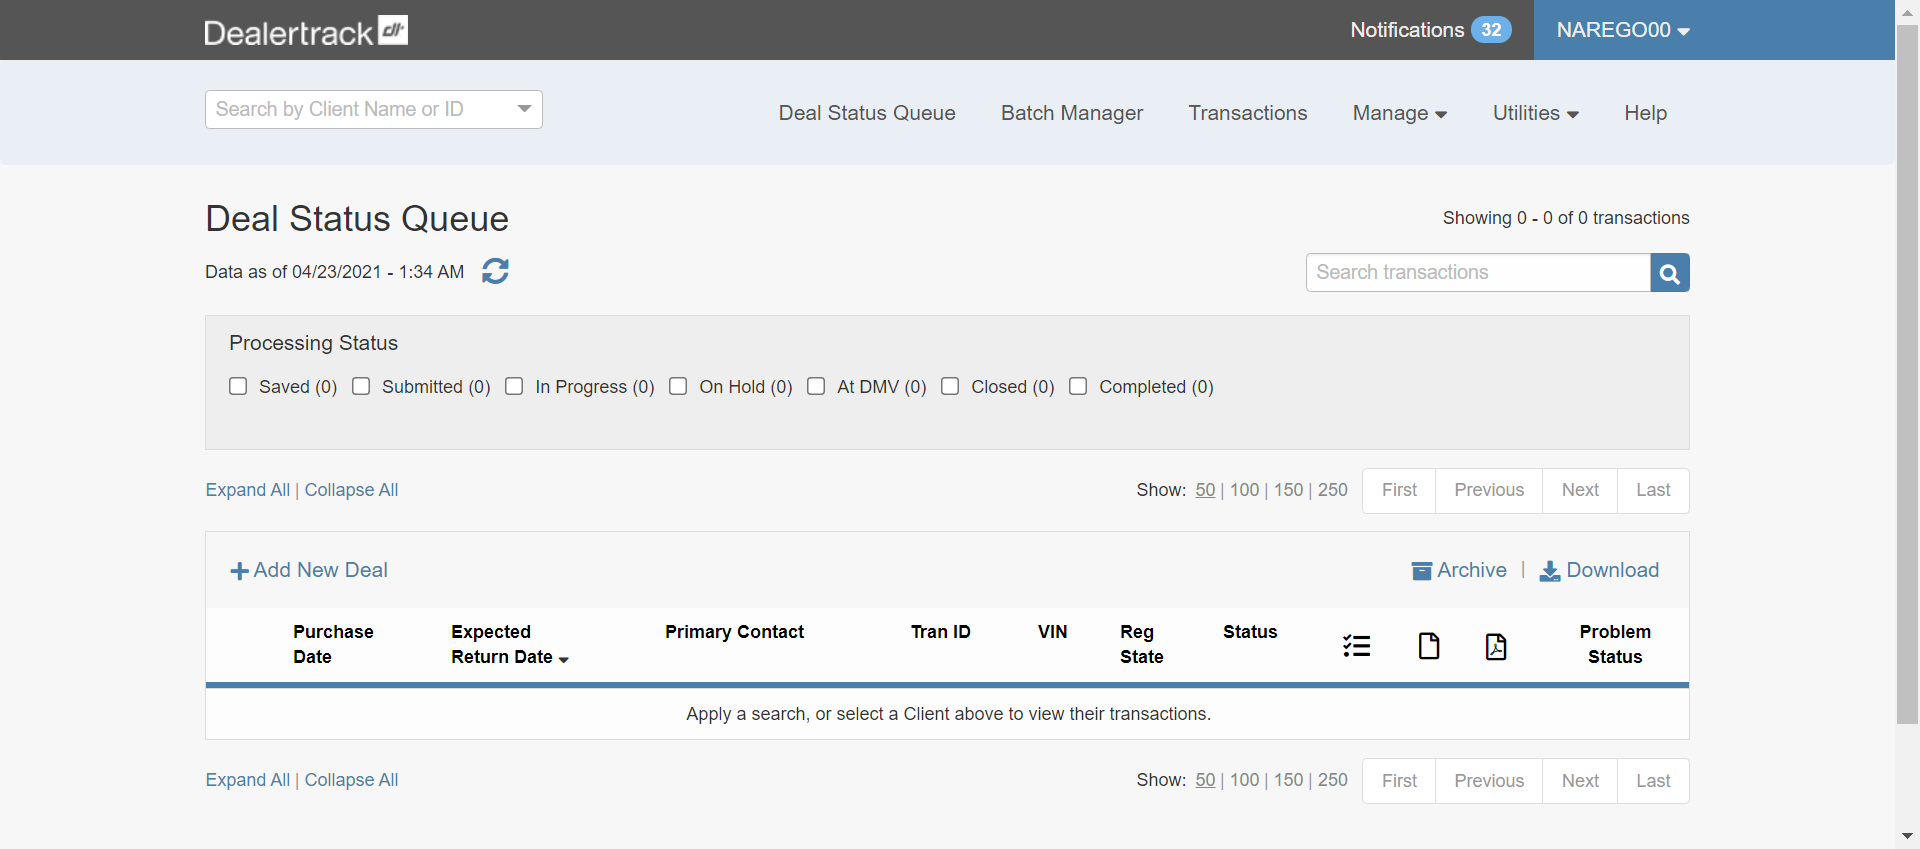 Dealertrack dt
Notifications 32
NAREGO00
Search by Client Name or ID
Deal Status Queue
Batch Manager
Transactions
Manage
Utilities
Help
Deal Status Queue
Showing 0 - 0 of 0 transactions
Data as of 04/23/2021 - 1:34 AM
Search transactions
Processing Status
Saved (0)
Submitted (0)
In Progress (0)
On Hold (0)
At DMV (0)
Closed (0)
Completed (0)
Expand All | Collapse All
Show: 50 | 100 | 150 | 250
First
Previous
Next
Last
Add New Deal
Archive | Download
Purchase
Date
Expected
Return Date
Primary Contact
Tran ID
VIN
Reg
State
Status
Problem
Status
Apply a search, or select a Client above to view their transactions.
Expand All | Collapse All
Show: 50 | 100 | 150 | 250
First
Previous
Next
Last